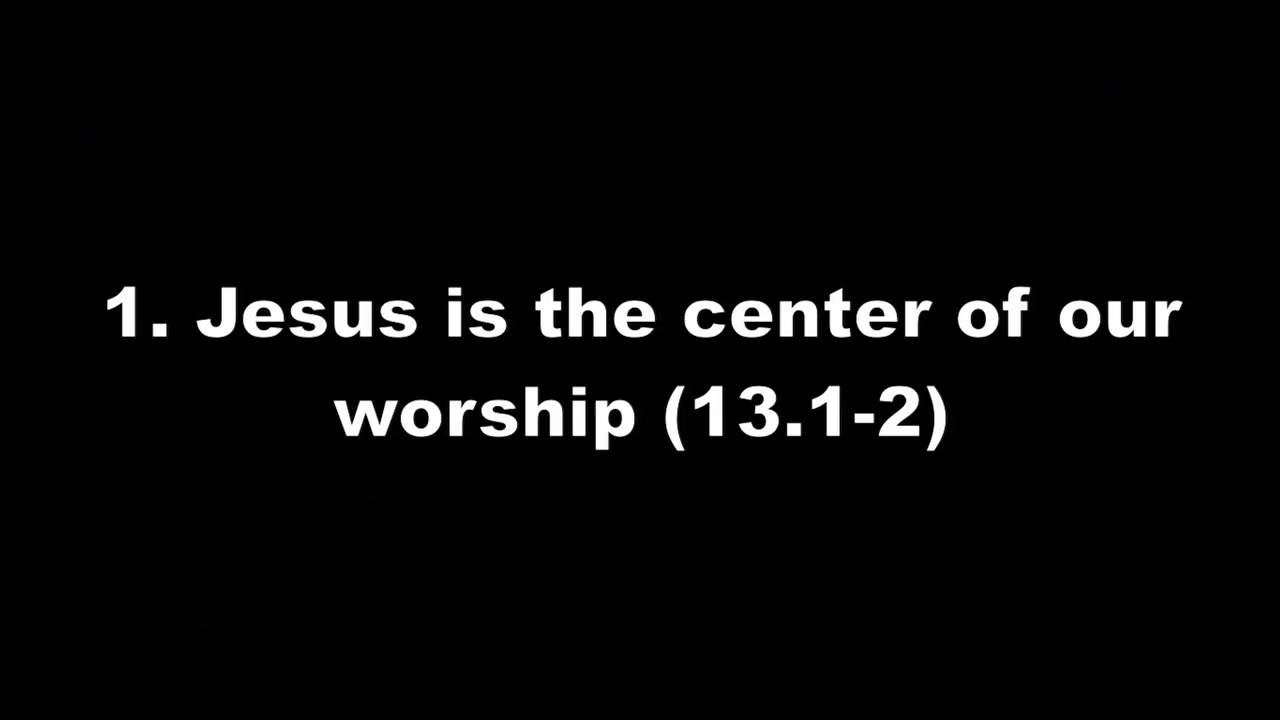 1. Jesus is the center of our
worship (13.1-2)